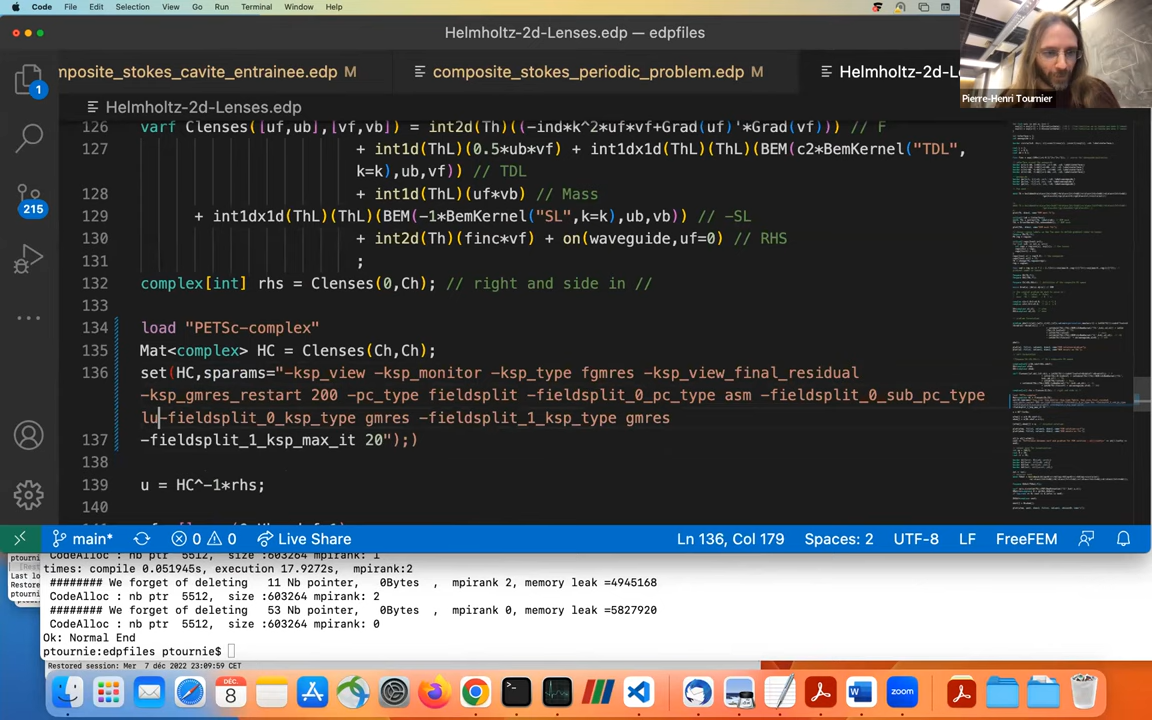 Code File Edit Selection View Go Run Terminal Window Help
Helmholtz-2d-Lenses.edp — edpfiles
mposite_stokes_cavite_entrainee.edp M composite_stokes_periodic_problem.edp M Helmholtz-2d-L
Pierre-Henri Tournier
Helmholtz-2d-Lenses.edp
126 varf Clenses([uf,ub],[vf,vb]) = int2d(Th)((-ind*k^2*uf*vf+Grad(uf)'*Grad(vf))) // F
127 + int1d(ThL)(0.5*ub*vf) + int1dx1d(ThL)(ThL)(BEM(c2*BemKernel("TDL",
k=k),ub,vf)) // TDL
128 + int1d(ThL)(uf*vb) // Mass
129 + int1dx1d(ThL)(ThL)(BEM(-1*BemKernel("SL",k=k),ub,vb)) // -SL
130 + int2d(Th)(finc*vf) + on(waveguide,uf=0) // RHS
131 ;
132 complex[int] rhs = Clenses(0,Ch); // right and side in //
133
134 load "PETSc-complex"
135 Mat<complex> HC = Clenses(Ch,Ch);
136 set(HC,sparams="-ksp_view -ksp_monitor -ksp_type fgmres -ksp_view_final_residual
-ksp_gmres_restart 200 -pc_type fieldsplit -fieldsplit_0_pc_type asm -fieldsplit_0_sub_pc_type
lu-fieldsplit_0_ksp_type gmres -fieldsplit_1_ksp_type gmres
137 -fieldsplit_1_ksp_max_it 20");)
138
139 u = HC^-1*rhs;
140
1
215
main* 0 0 Live Share Ln 136, Col 179 Spaces: 2 UTF-8 LF FreeFEM
CodeAlloc : nb ptr 5512, size :603264 mpirank: 1
times: compile 0.051945s, execution 17.9272s, mpirank:2
######## We forget of deleting 11 Nb pointer, 0Bytes , mpirank 2, memory leak =4945168
CodeAlloc : nb ptr 5512, size :603264 mpirank: 2
######## We forget of deleting 53 Nb pointer, 0Bytes , mpirank 0, memory leak =5827920
CodeAlloc : nb ptr 5512, size :603264 mpirank: 0
Ok: Normal End
ptournie:edpfiles ptournie$
Restored session: Mer 7 déc 2022 23:09:59 CET
DÉC.
8
zoom